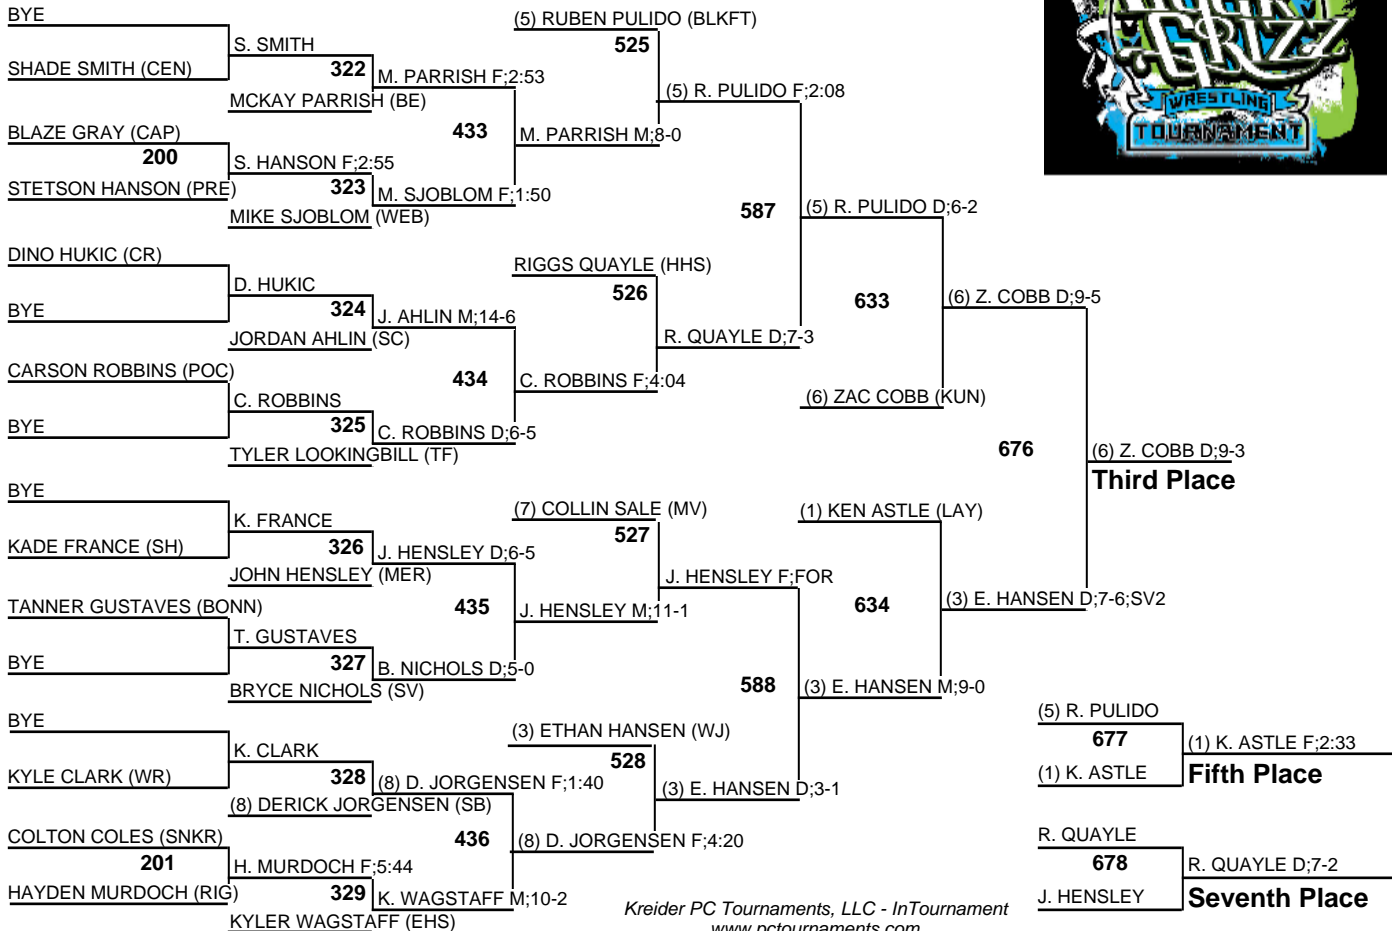 BYE
SHADE SMITH (CEN)
BLAZE GRAY (CAP)
200
STETSON HANSON (PRE)
DINO HUKIC (CR)
BYE
CARSON ROBBINS (POC)
BYE
BYE
KADE FRANCE (SH)
TANNER GUSTAVES (BONN)
BYE
BYE
KYLE CLARK (WR)
COLTON COLES (SNKR)
201
HAYDEN MURDOCH (RIG)
S. SMITH
322
MCKAY PARRISH (BE)
S. HANSON F;2:55
323
MIKE SJOBLOM (WEB)
D. HUKIC
324
JORDAN AHLIN (SC)
C. ROBBINS
325
TYLER LOOKINGBILL (TF)
K. FRANCE
326
JOHN HENSLEY (MER)
T. GUSTAVES
327
BRYCE NICHOLS (SV)
K. CLARK
328
(8) DERICK JORGENSEN (SB)
H. MURDOCH F;5:44
329
KYLER WAGSTAFF (EHS)
M. PARRISH F;2:53
433
M. SJOBLOM F;1:50
J. AHLIN M;14-6
434
C. ROBBINS D;6-5
J. HENSLEY D;6-5
435
B. NICHOLS D;5-0
(8) D. JORGENSEN F;1:40
436
K. WAGSTAFF M;10-2
(5) RUBEN PULIDO (BLKFT)
525
M. PARRISH M;8-0
RIGGS QUAYLE (HHS)
526
C. ROBBINS F;4:04
(7) COLLIN SALE (MV)
527
J. HENSLEY M;11-1
(3) ETHAN HANSEN (WJ)
528
(8) D. JORGENSEN F;4:20
(5) R. PULIDO F;2:08
587
R. QUAYLE D;7-3
J. HENSLEY F;FOR
588
(3) E. HANSEN D;3-1
(5) R. PULIDO D;6-2
633
(6) ZAC COBB (KUN)
(1) KEN ASTLE (LAY)
634
(3) E. HANSEN M;9-0
(6) Z. COBB D;9-5
676
(3) E. HANSEN D;7-6;SV2
(6) Z. COBB D;9-3
Third Place
(5) R. PULIDO
677
(1) K. ASTLE
(1) K. ASTLE F;2:33
Fifth Place
R. QUAYLE
678
J. HENSLEY
R. QUAYLE D;7-2
Seventh Place
GRIZZ
WRESTLING
TOURNAMENT
Kreider PC Tournaments, LLC - InTournament
www.pctournaments.com